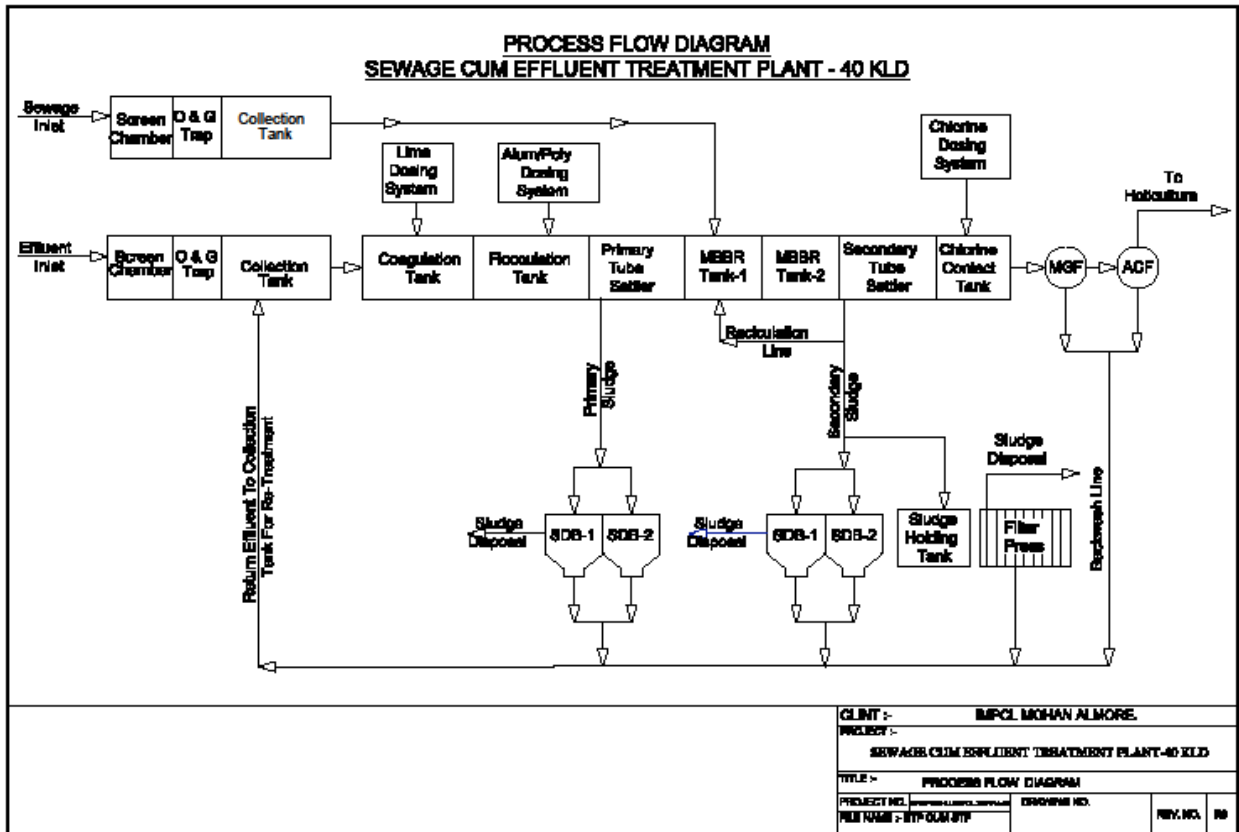 PROCESS FLOW DIAGRAM
SEWAGE CUM EFFLUENT TREATMENT PLANT - 40 KLD
Sewage
Inlet
Screen
Chamber
O & G
Trap
Collection
Tank
Lime
Dosing
System
Alum/Poly
Dosing
System
Chlorine
Dosing
System
To
Hoticulture
Effluent
Inlet
Screen
Chamber
O & G
Trap
Collection
Tank
Coagulation
Tank
Flocculation
Tank
Primary
Tube
Settler
MBBR
Tank-1
MBBR
Tank-2
Secondary
Tube
Settler
Chlorine
Contact
Tank
MGF
ACF
Recirculation
Line
Primary
Sludge
Secondary
Sludge
Return Effluent To Collection
Tank For Re-Treatment
Backwash Line
Sludge
Disposal
SDB-1
SDB-2
Sludge
Disposal
SDB-1
SDB-2
Sludge
Holding
Tank
Sludge
Disposal
Filter
Press
CLINT :- IMPCL MOHAN ALMORE.
PROJECT :-
SEWAGE CUM EFFLUENT TREATMENT PLANT-40 KLD
TITLE :- PROCESS FLOW DIAGRAM
PROJECT NO.
DRAWING NO.
FILE NAME :- ETP CUM STP
REV. NO. R0